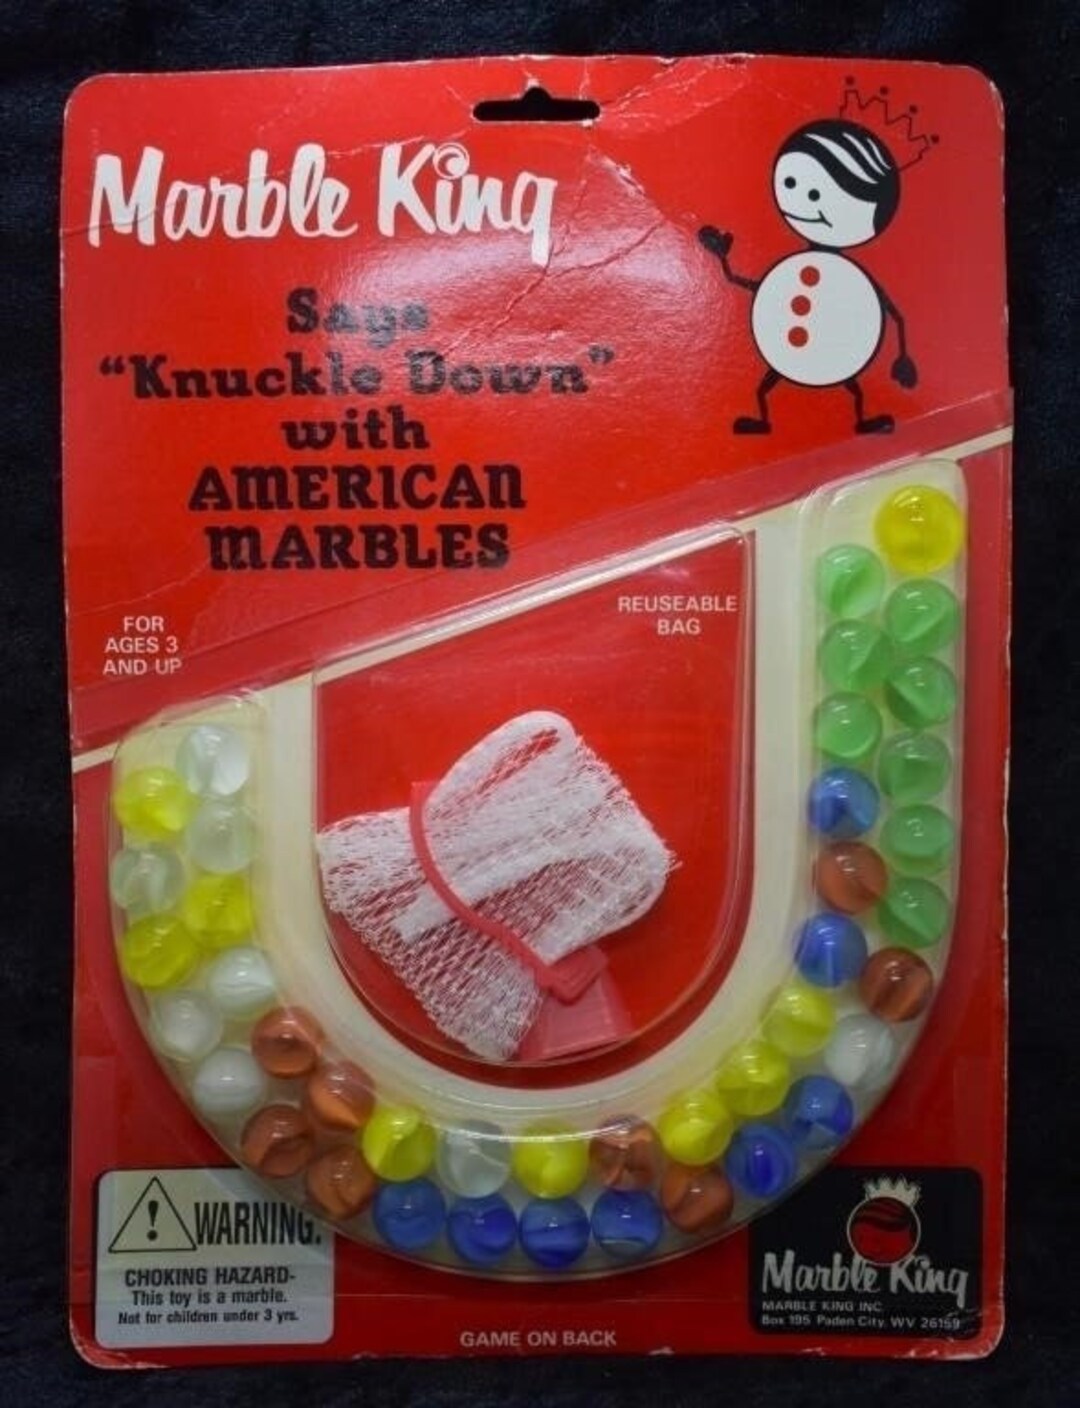 Marble King
Says
“Knuckle Down”
with
AMERICAN
MARBLES
FOR
AGES 3
AND UP
REUSEABLE
BAG
WARNING:
CHOKING HAZARD-
This toy is a marble.
Not for children under 3 yrs.
GAME ON BACK
Marble King
MARBLE KING INC.
Box 195 Paden City, WV 26159